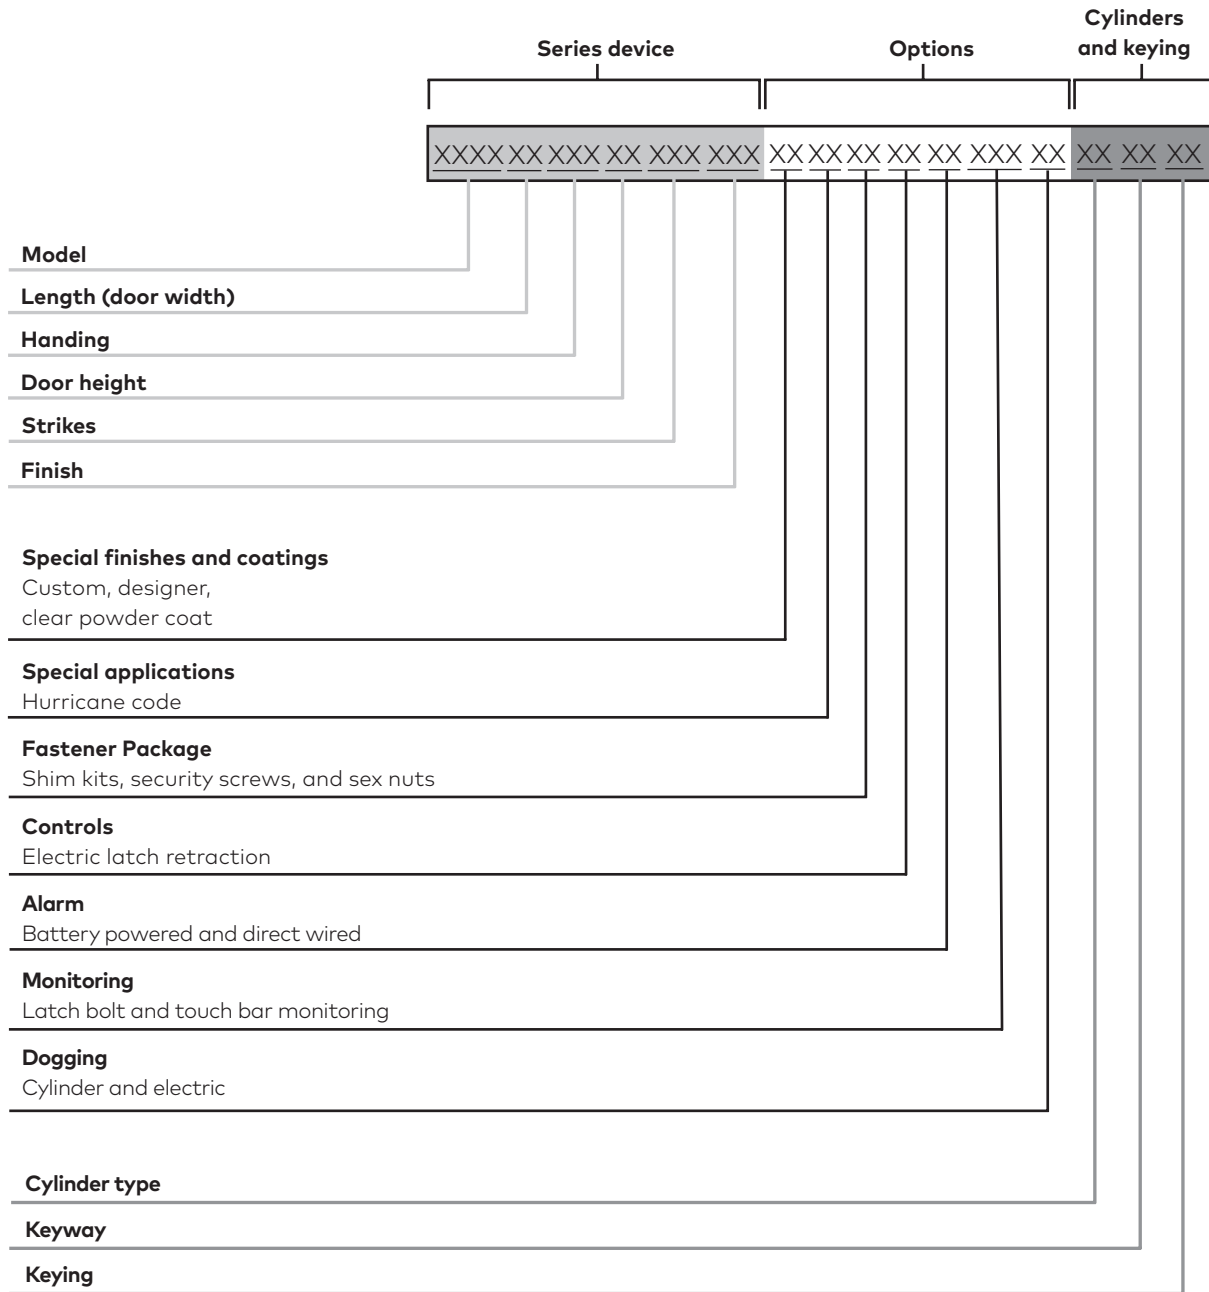 Cylinders
Series device Options and keying
XXXX XX XXX XX XXX XXX XX XX XX XX XX XXX XX XX XX XX
Model
Length (door width)
Handing
Door height
Strikes
Finish
Special finishes and coatings
Custom, designer,
clear powder coat
Special applications
Hurricane code
Fastener Package
Shim kits, security screws, and sex nuts
Controls
Electric latch retraction
Alarm
Battery powered and direct wired
Monitoring
Latch bolt and touch bar monitoring
Dogging
Cylinder and electric
Cylinder type
Keyway
Keying